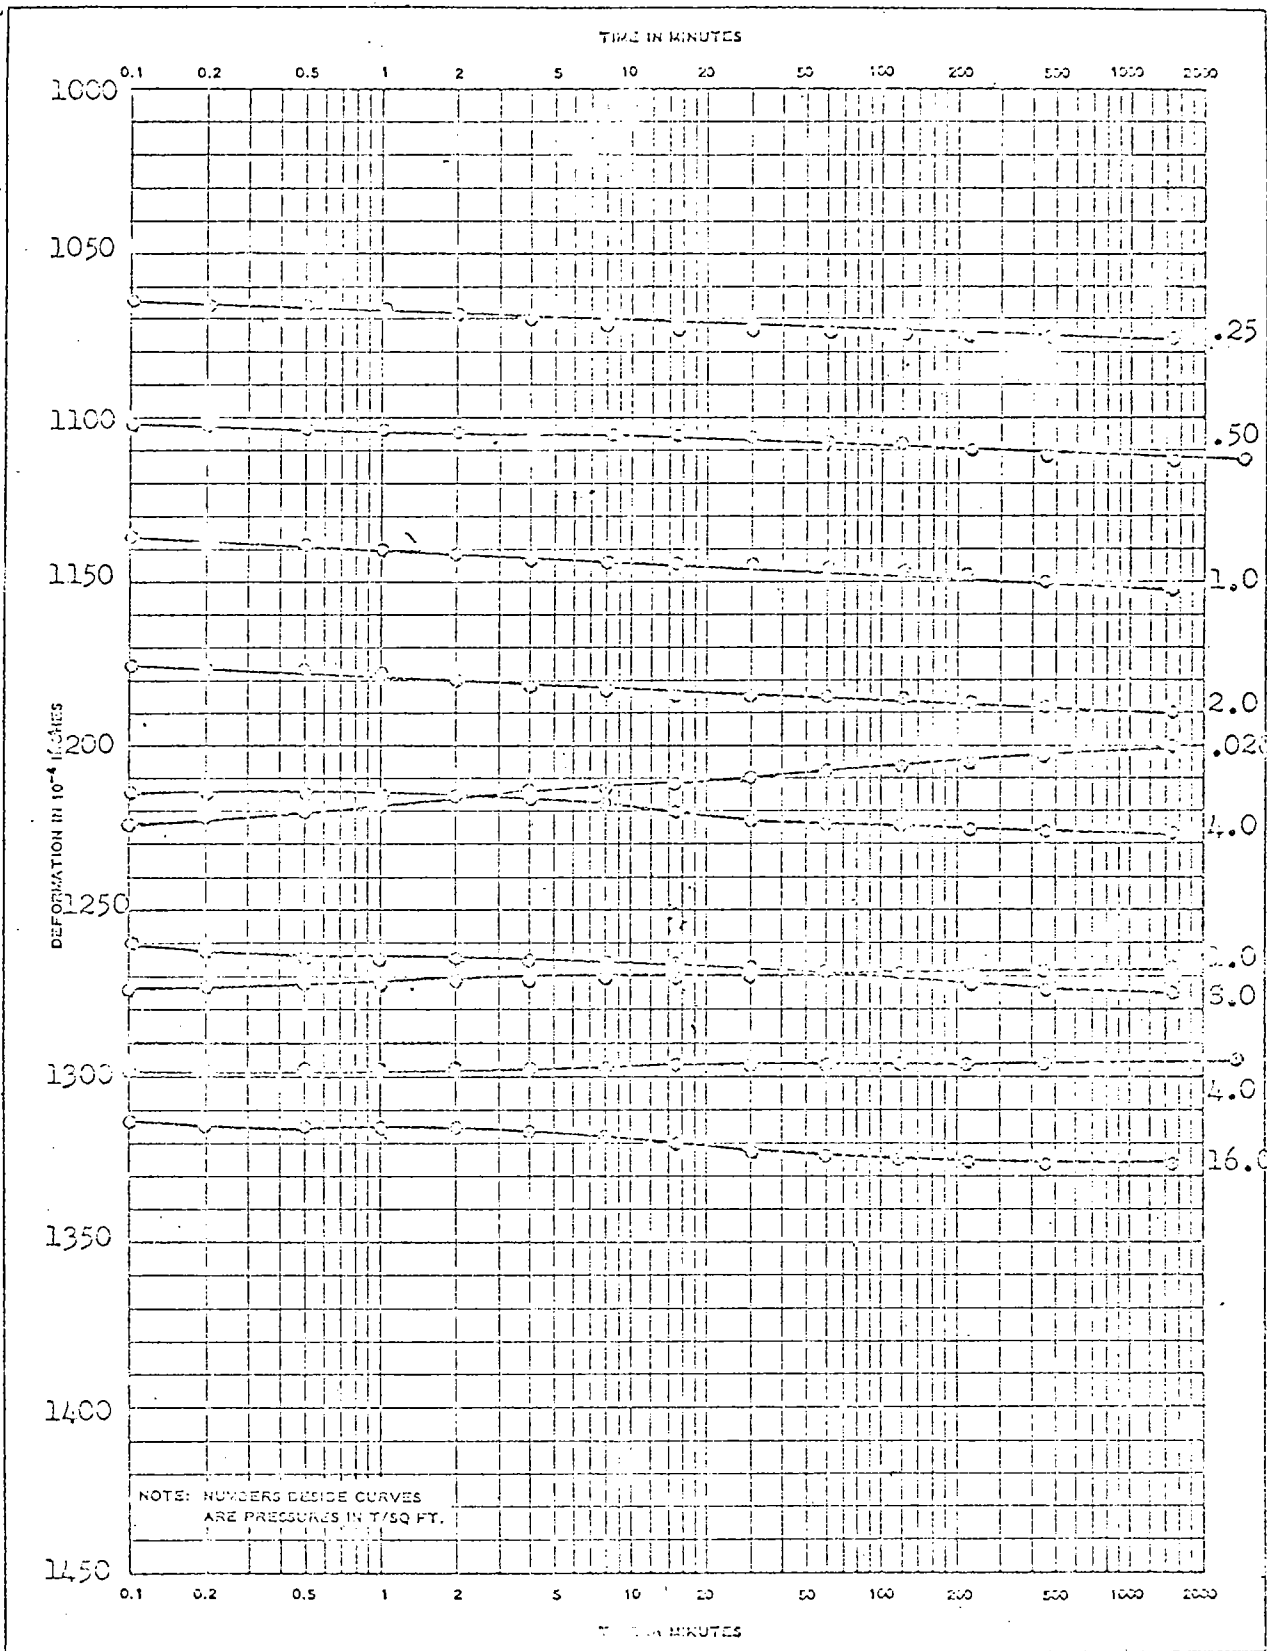 TIME IN MINUTES
0.1 0.2 0.5 1 2 5 10 20 50 100 200 500 1000 2000
1000
1050
1100
1150
1200
1250
1300
1350
1400
1450
DEFORMATION IN 10⁻⁴ INCHES
.25
.50
1.0
2.0
.020
4.0
8.0
4.0
16.0
NOTE: NUMBERS BESIDE CURVES
ARE PRESSURES IN T/SQ FT.
0.1 0.2 0.5 1 2 5 10 20 50 100 200 500 1000 2000
MINUTES